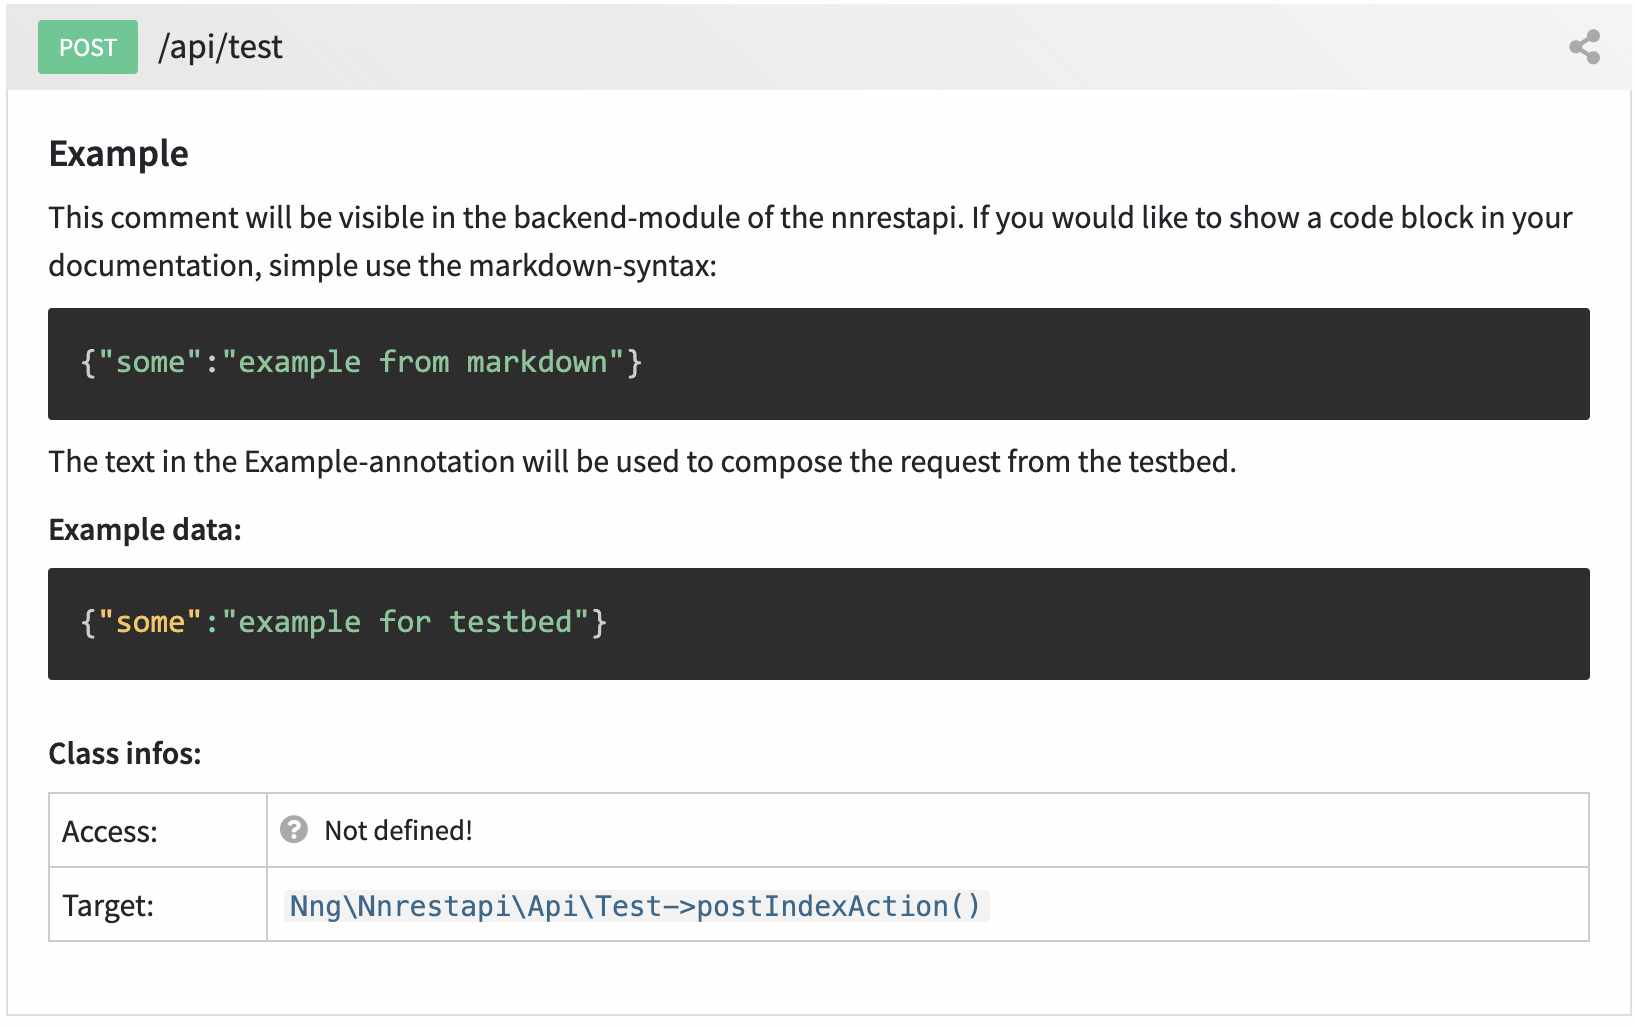 POST /api/test
Example
This comment will be visible in the backend-module of the nnrestapi. If you would like to show a code block in your
documentation, simple use the markdown-syntax:
{"some":"example from markdown"}
The text in the Example-annotation will be used to compose the request from the testbed.
Example data:
{"some":"example for testbed"}
Class infos:
Access: ? Not defined!
Target: Nng\Nnrestapi\Api\Test->postIndexAction()